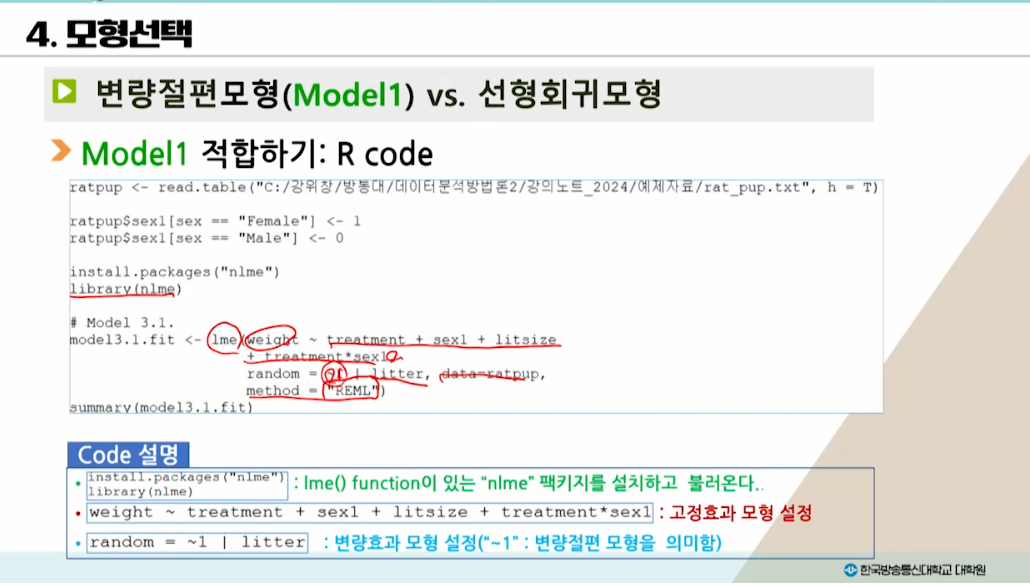 4. 모형선택
변량절편모형(Model1) vs. 선형회귀모형
Model1 적합하기: R code
ratpup <- read.table("C:/강위창/방통대/데이터분석방법론2/강의노트_2024/예제자료/rat_pup.txt", h = T)
ratpup$sex1[sex == "Female"] <- 1
ratpup$sex1[sex == "Male"] <- 0
install.packages("nlme")
library(nlme)
# Model 3.1.
model3.1.fit <- lme(weight ~ treatment + sex1 + litsize
+ treatment*sex1,
random = ~1 | litter, data=ratpup,
method = "REML")
summary(model3.1.fit)
Code 설명
• install.packages("nlme")
library(nlme) : lme() function이 있는 “nlme” 팩키지를 설치하고 불러온다..
• weight ~ treatment + sex1 + litsize + treatment*sex1 : 고정효과 모형 설정
• random = ~1 | litter : 변량효과 모형 설정(“~1” : 변량절편 모형을 의미함)
한국방송통신대학교 대학원